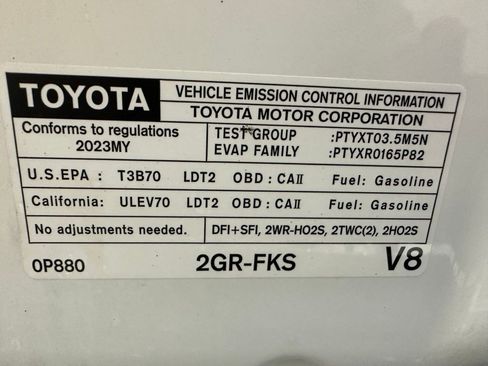 TOYOTA
VEHICLE EMISSION CONTROL INFORMATION
TOYOTA MOTOR CORPORATION
Conforms to regulations
2023MY
TEST GROUP :PTYXT03.5M5N
EVAP FAMILY :PTYXR0165P82
U.S.EPA : T3B70 LDT2 OBD : CAII Fuel: Gasoline
California: ULEV70 LDT2 OBD : CAII Fuel: Gasoline
No adjustments needed. DFI+SFI, 2WR-HO2S, 2TWC(2), 2HO2S
0P880 2GR-FKS V8